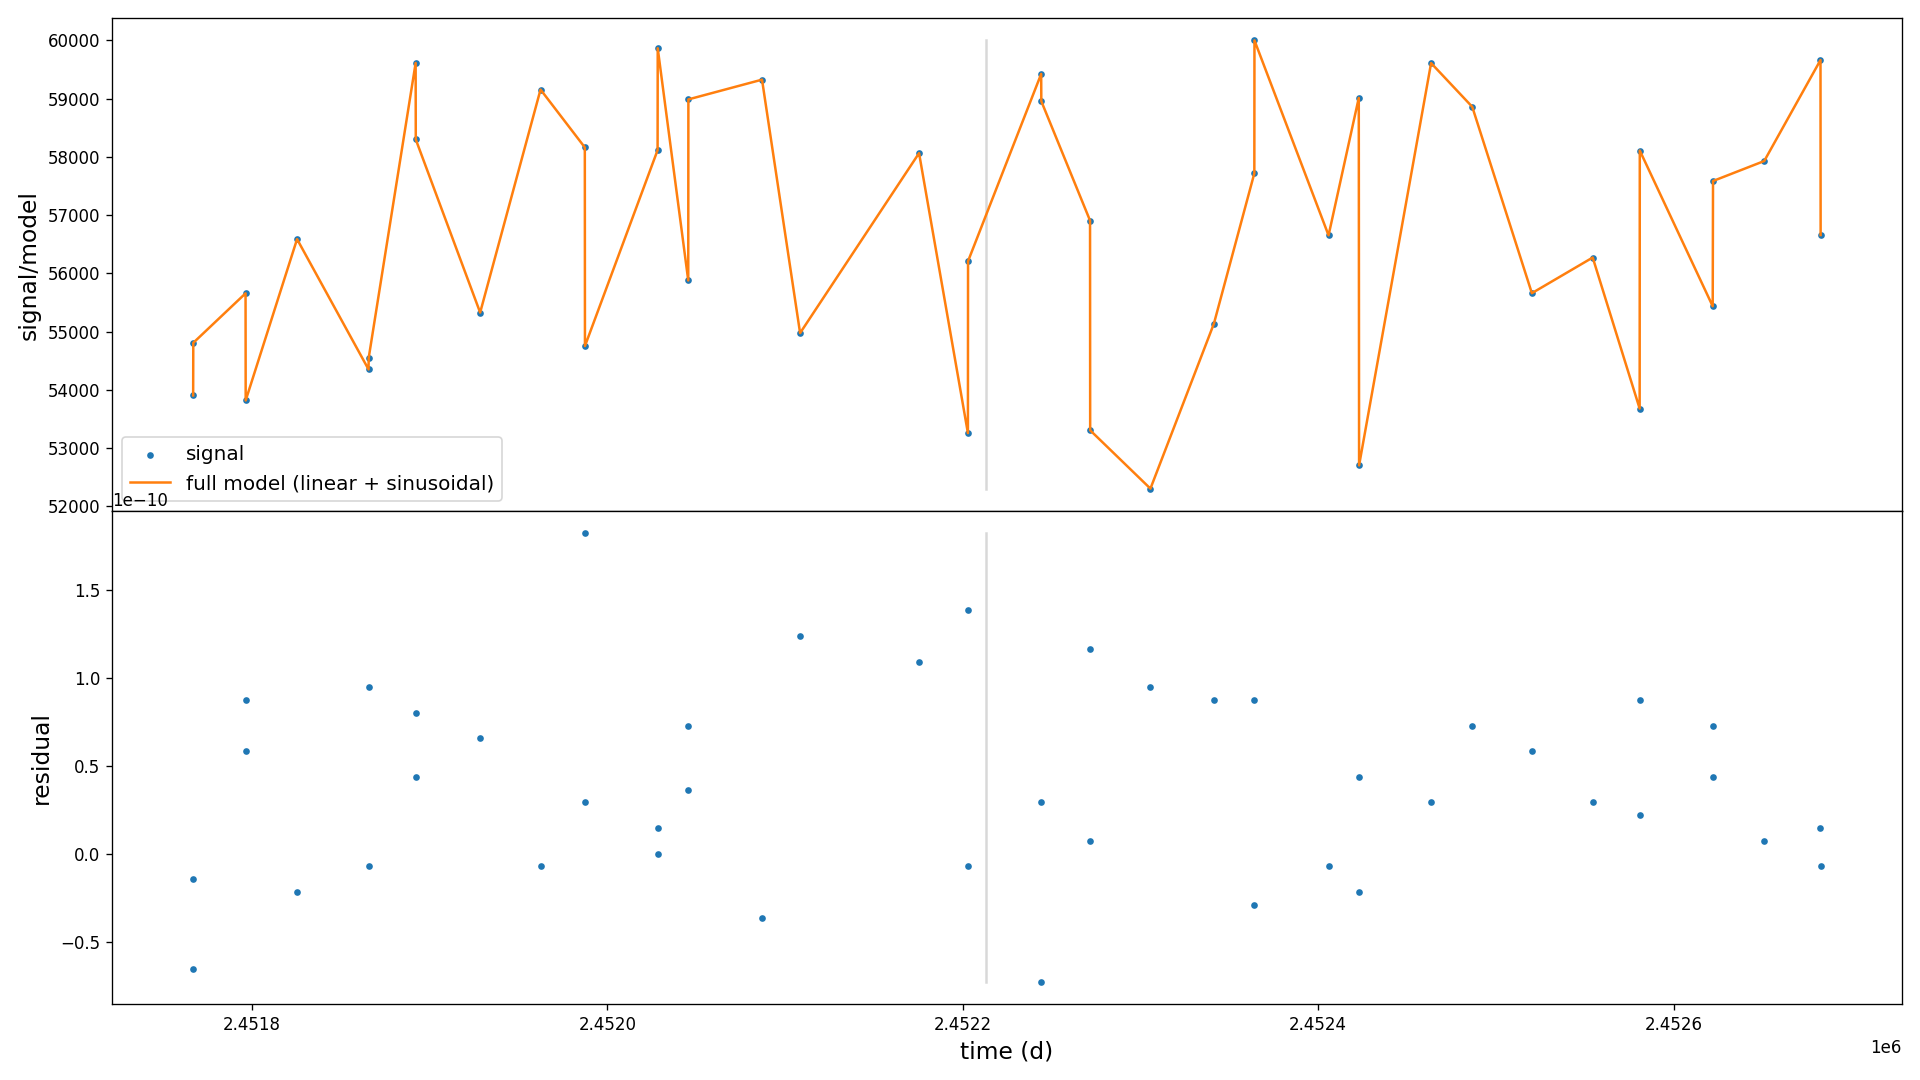 60000
59000
58000
57000
56000
55000
54000
53000
52000
signal/model
signal
full model (linear + sinusoidal)
1e−10
1.5
1.0
0.5
0.0
−0.5
residual
2.4518
2.4520
2.4522
2.4524
2.4526
1e6
time (d)